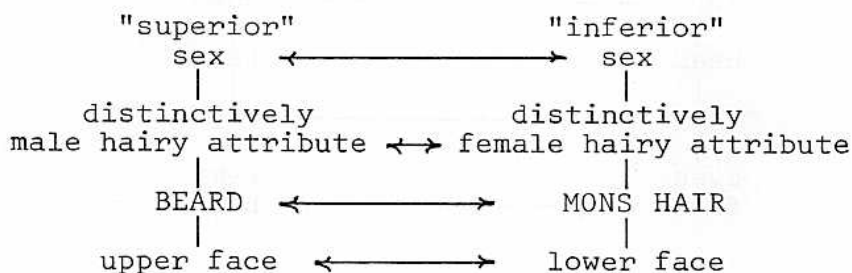 "superior" "inferior"
sex ↔ sex
distinctively distinctively
male hairy attribute ↔ female hairy attribute
BEARD ↔ MONS HAIR
upper face ↔ lower face